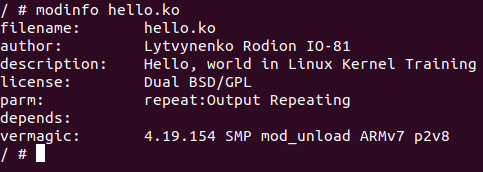 / # modinfo hello.ko
filename:       hello.ko
author:         Lytvynenko Rodion IO-81
description:    Hello, world in Linux Kernel Training
license:        Dual BSD/GPL
parm:           repeat:Output Repeating
depends:
vermagic:       4.19.154 SMP mod_unload ARMv7 p2v8
/ #